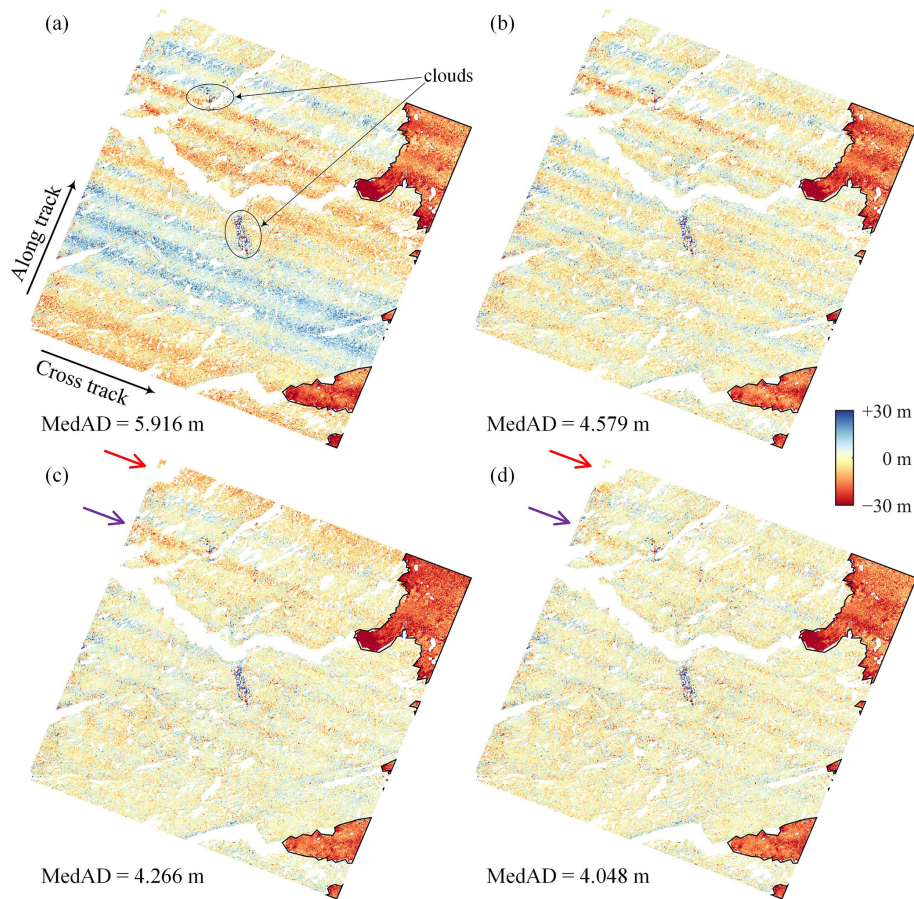 (a)
(b)
clouds
Along track
Cross track
MedAD = 5.916 m
MedAD = 4.579 m
+30 m
0 m
−30 m
(c)
(d)
MedAD = 4.266 m
MedAD = 4.048 m